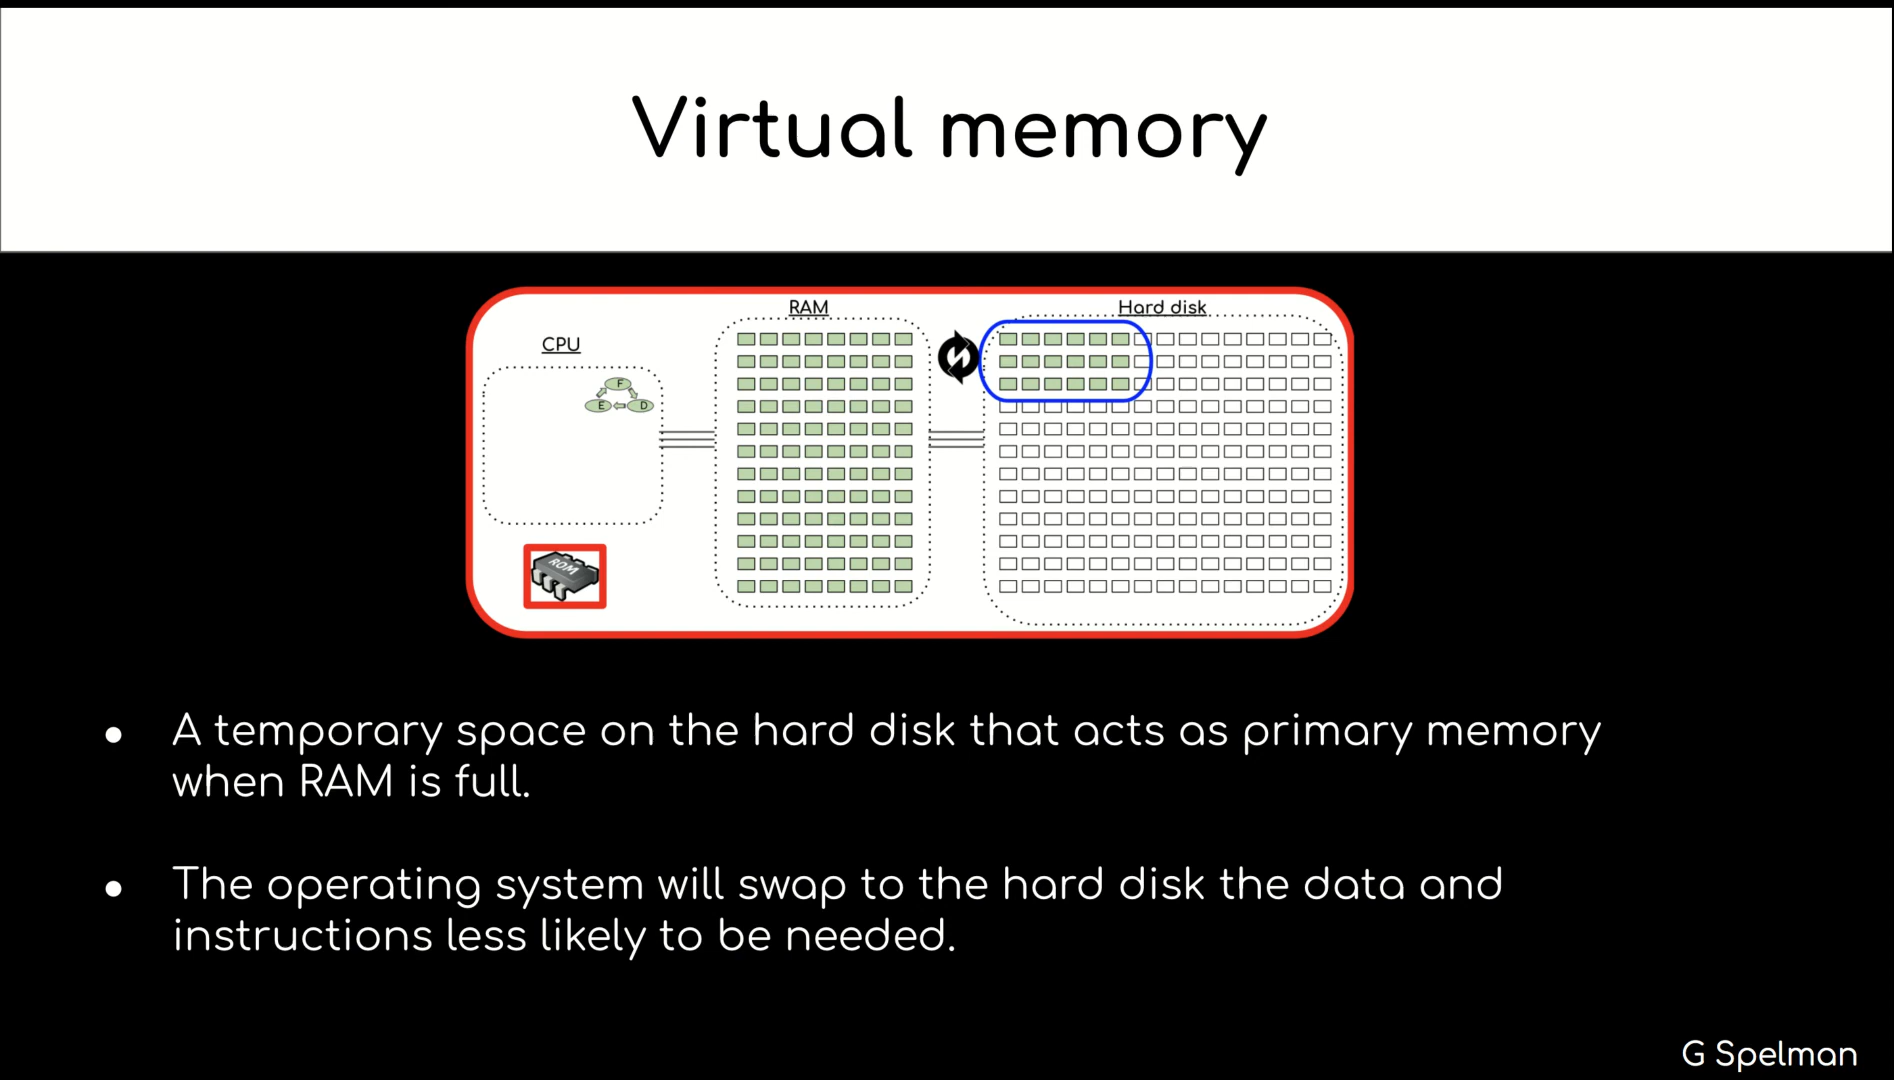 Virtual memory
RAM
Hard disk
CPU
F
E
D
ROM
● A temporary space on the hard disk that acts as primary memory
when RAM is full.
● The operating system will swap to the hard disk the data and
instructions less likely to be needed.
G Spelman